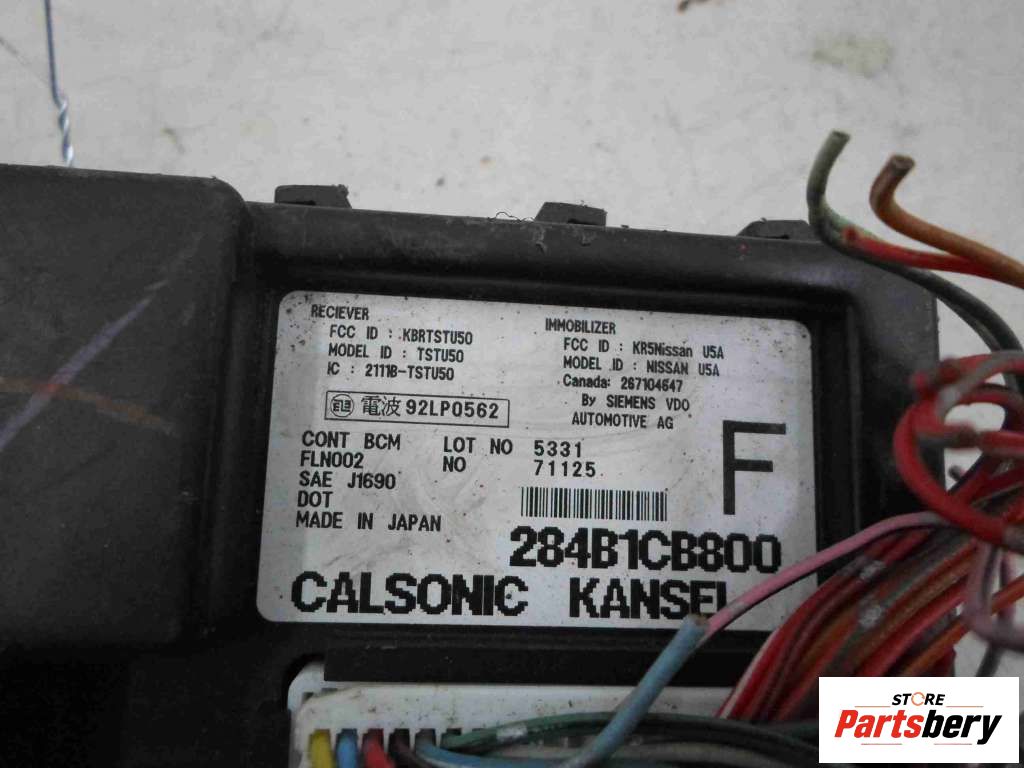 RECIEVER
FCC ID : KBRTSTU50
MODEL ID : TSTU50
IC : 2111B-TSTU50
電波 92LP0562
IMMOBILIZER
FCC ID : KR5Nissan U5A
MODEL ID : NISSAN U5A
Canada: 267104647
By SIEMENS VDO
AUTOMOTIVE AG
CONT BCM LOT NO 5331
FLN002 NO 71125
SAE J1690
DOT
MADE IN JAPAN
F
284B1CB800
CALSONIC KANSEI
STORE
Partsbery